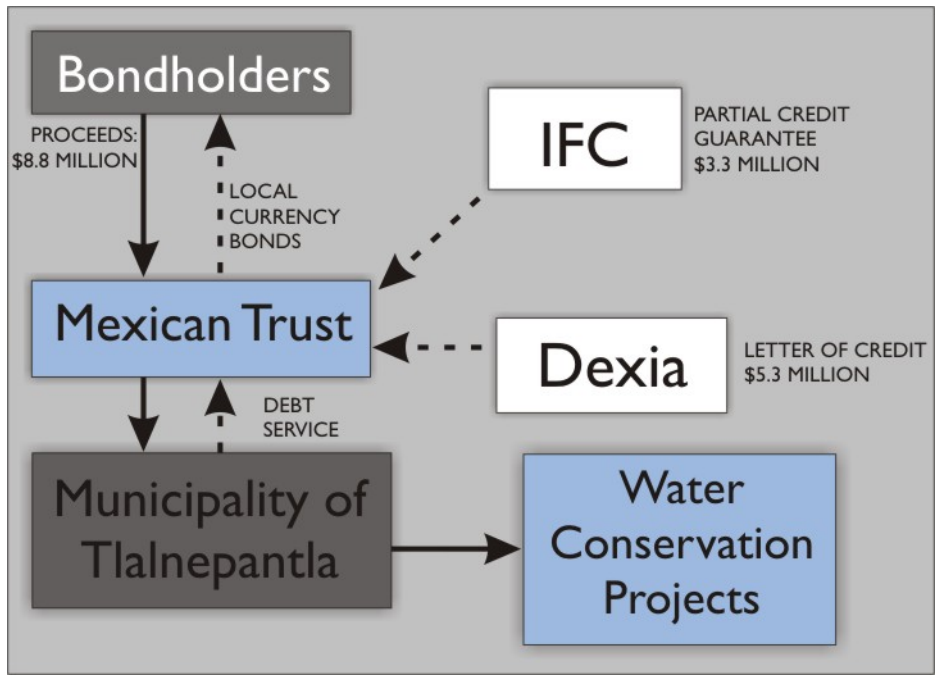 Bondholders
PROCEEDS:
$8.8 MILLION
LOCAL
CURRENCY
BONDS
IFC
PARTIAL CREDIT
GUARANTEE
$3.3 MILLION
Mexican Trust
Dexia
LETTER OF CREDIT
$5.3 MILLION
DEBT
SERVICE
Municipality of
Tlalnepantla
Water
Conservation
Projects